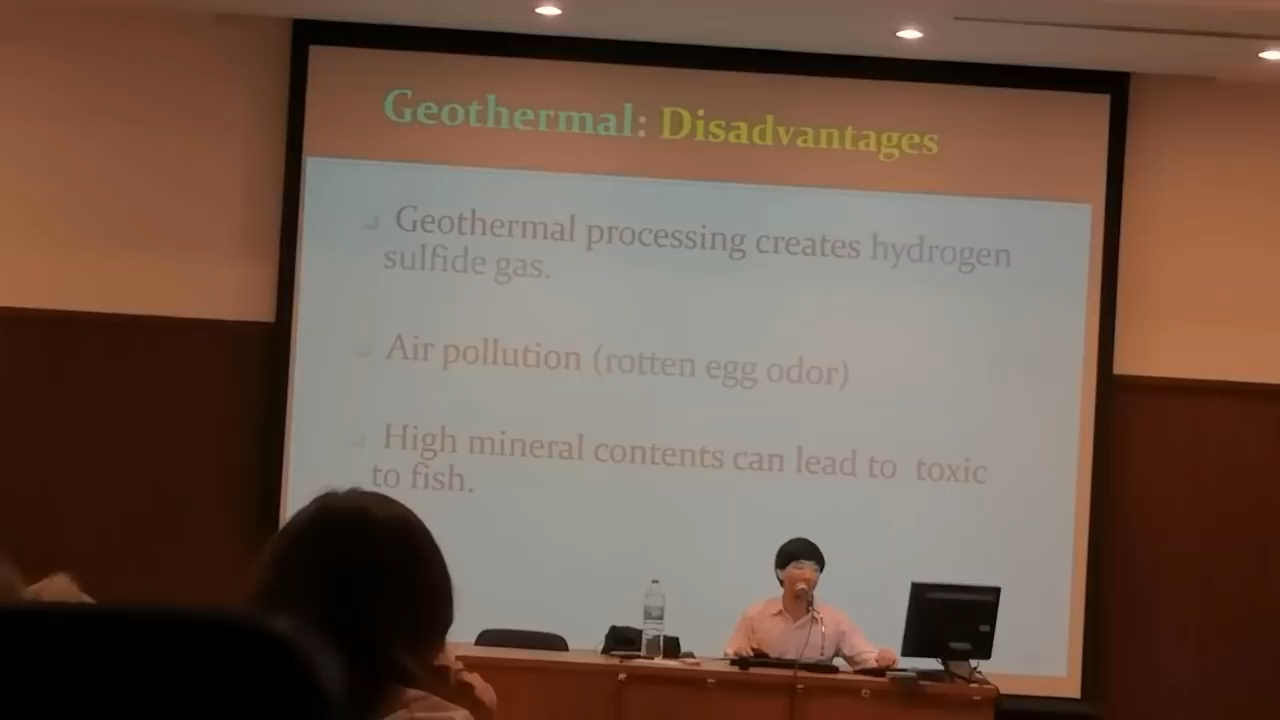 Geothermal: Disadvantages
Geothermal processing creates hydrogen
sulfide gas.
Air pollution (rotten egg odor)
High mineral contents can lead to toxic
to fish.